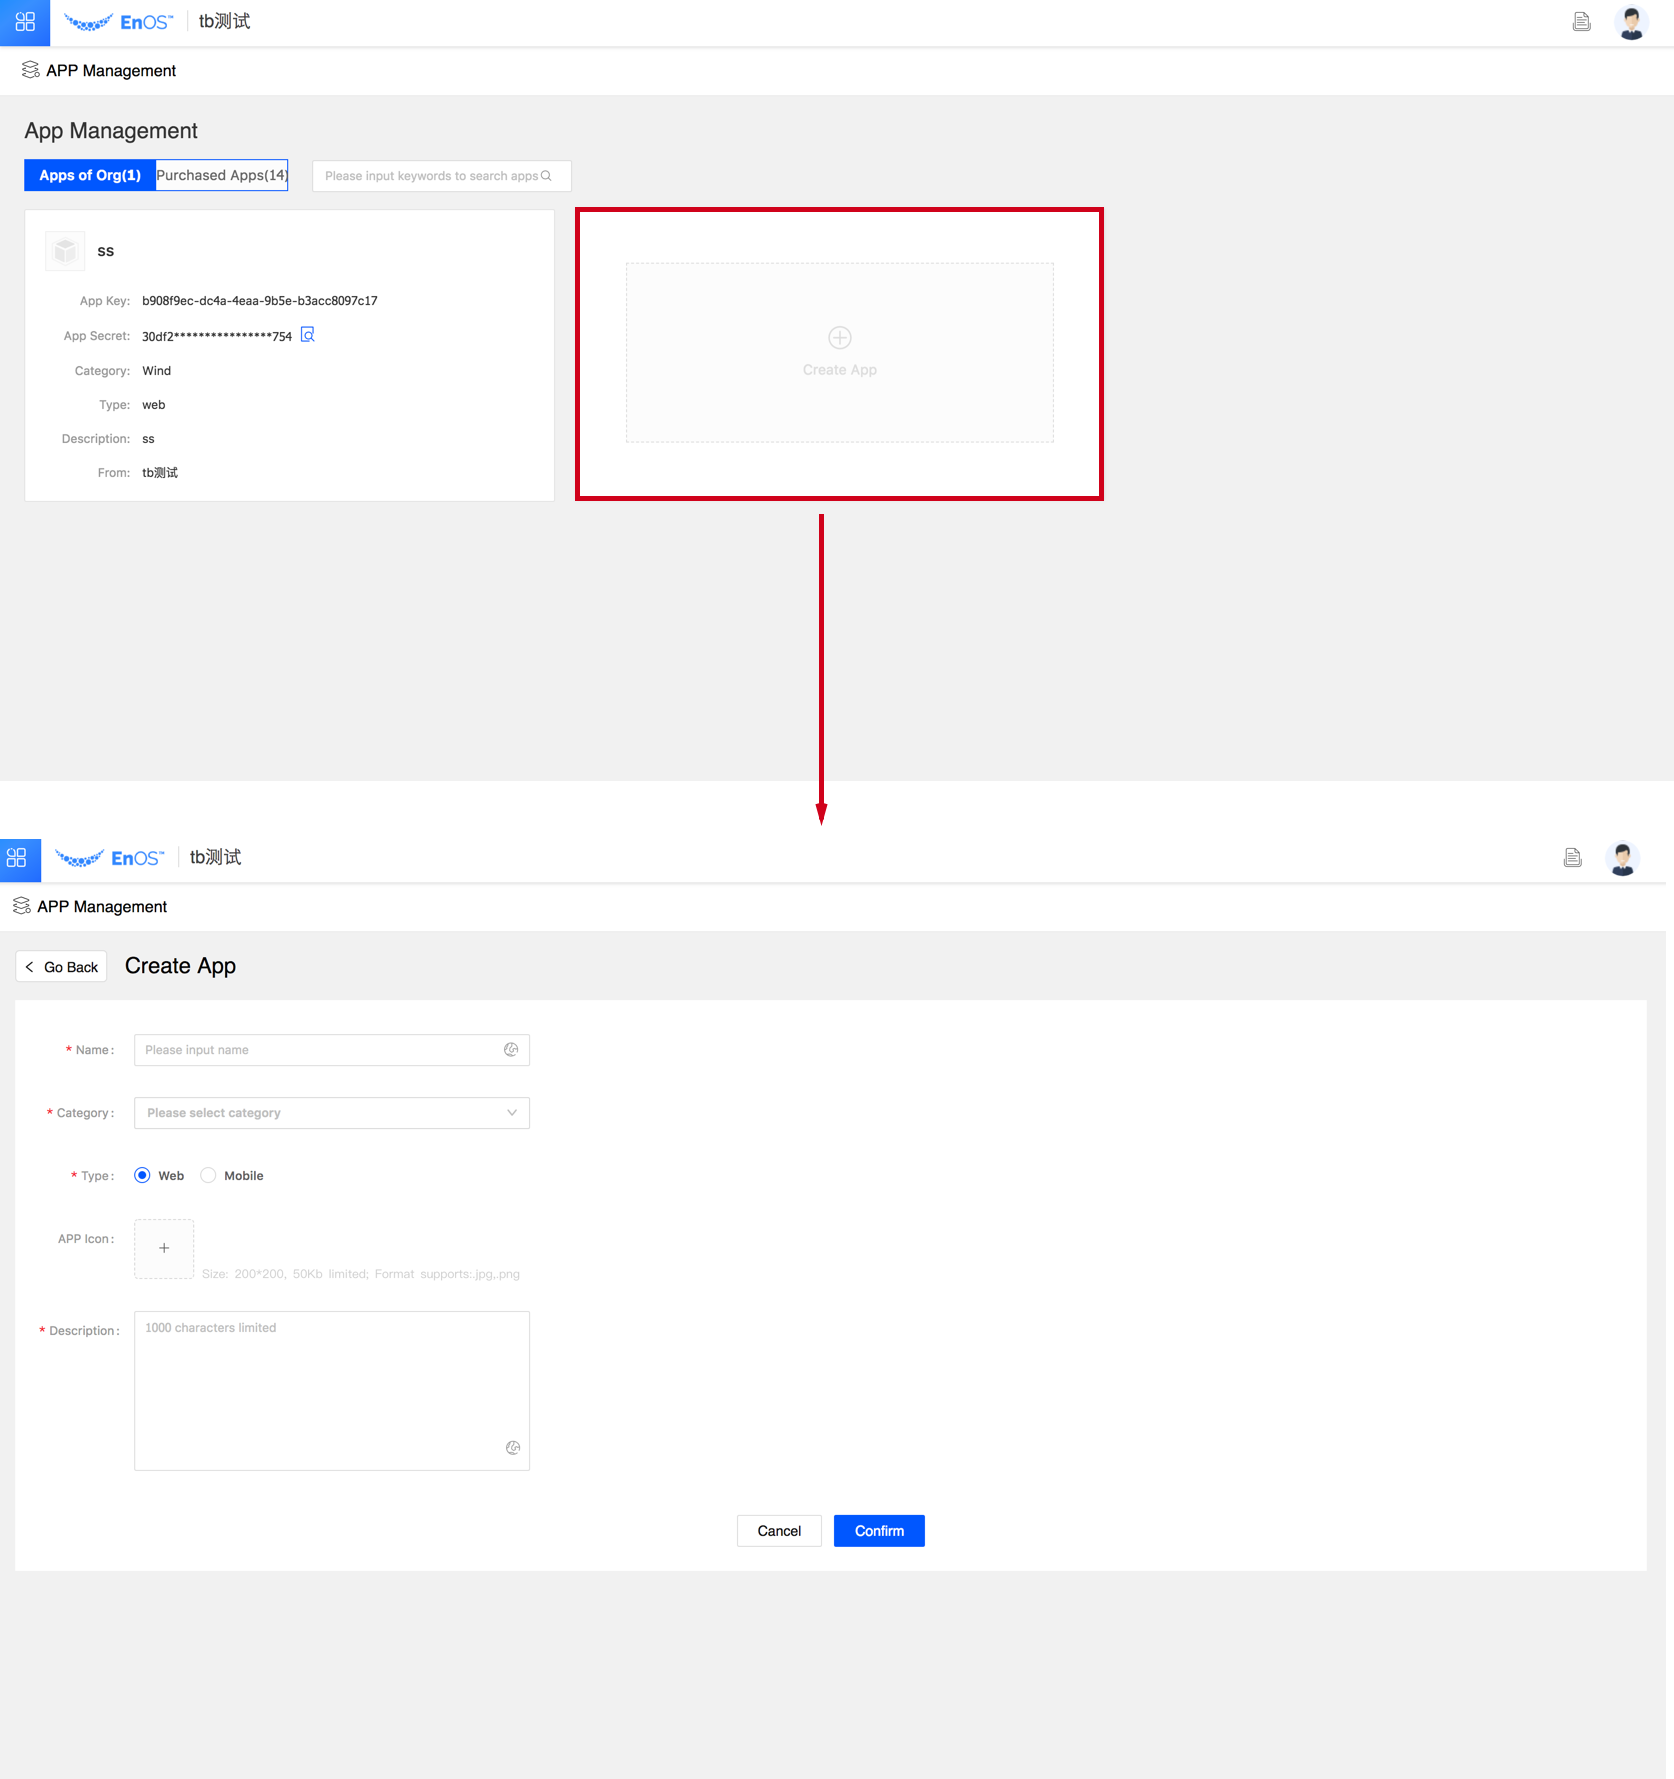 EnOS™ tb测试
APP Management
App Management
Apps of Org(1) Purchased Apps(14) Please input keywords to search apps
ss
App Key: b908f9ec-dc4a-4eaa-9b5e-b3acc8097c17
App Secret: 30df2****************754
Category: Wind
Type: web
Description: ss
From: tb测试
Create App
EnOS™ tb测试
APP Management
Go Back Create App
* Name: Please input name
* Category: Please select category
* Type: Web Mobile
APP Icon: +
Size: 200*200, 50Kb limited; Format supports:.jpg,.png
* Description: 1000 characters limited
Cancel Confirm